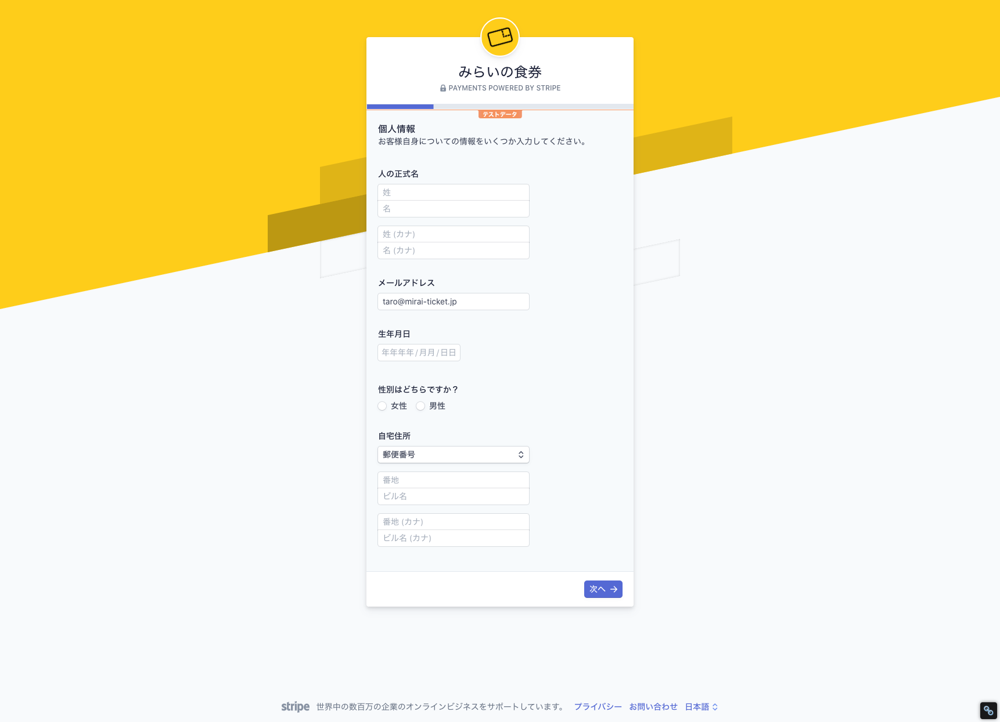 みらいの食券
PAYMENTS POWERED BY STRIPE
テストデータ
個人情報
お客様自身についての情報をいくつか入力してください。
人の正式名
姓
名
姓 (カナ)
名 (カナ)
メールアドレス
taro@mirai-ticket.jp
生年月日
年年年年/月月/日日
性別はどちらですか？
女性 男性
自宅住所
郵便番号
番地
ビル名
番地 (カナ)
ビル名 (カナ)
次へ →
stripe 世界中の数百万の企業のオンラインビジネスをサポートしています。 プライバシー お問い合わせ 日本語